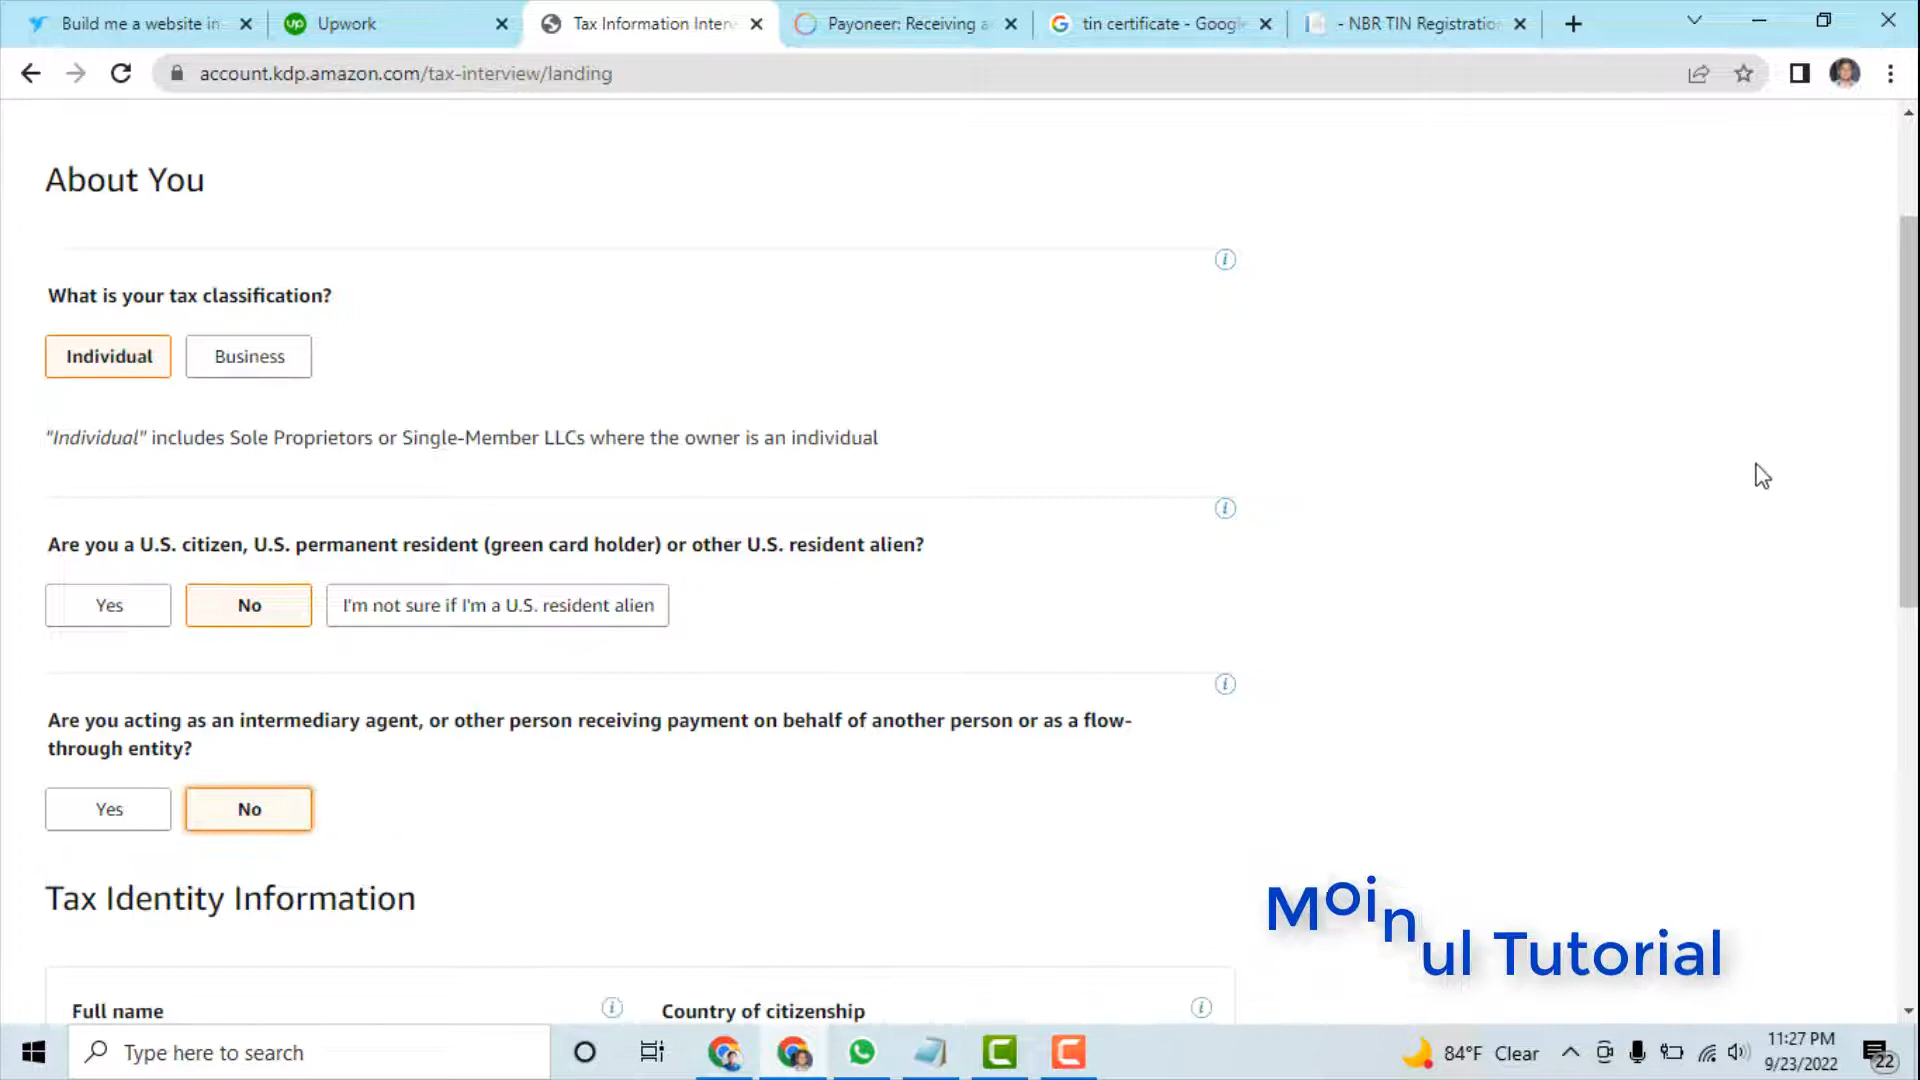 Build me a website in
Upwork
Tax Information Inter
Payoneer: Receiving a
tin certificate - Google
- NBR TIN Registration
account.kdp.amazon.com/tax-interview/landing
About You
What is your tax classification?
Individual
Business
"Individual" includes Sole Proprietors or Single-Member LLCs where the owner is an individual
Are you a U.S. citizen, U.S. permanent resident (green card holder) or other U.S. resident alien?
Yes
No
I'm not sure if I'm a U.S. resident alien
Are you acting as an intermediary agent, or other person receiving payment on behalf of another person or as a flow-
through entity?
Yes
No
Tax Identity Information
Moinul Tutorial
Full name
Country of citizenship
Type here to search
84°F Clear
11:27 PM
9/23/2022
22